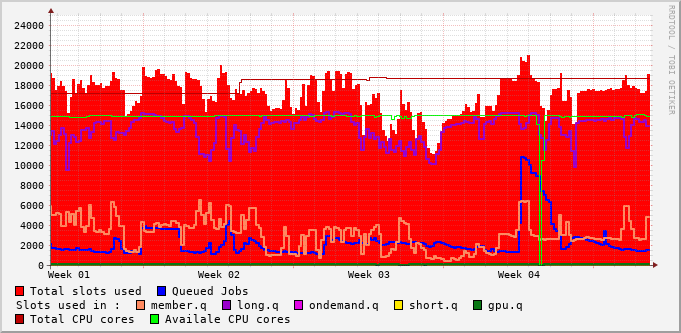 24000
22000
20000
18000
16000
14000
12000
10000
8000
6000
4000
2000
0
Week 01 Week 02 Week 03 Week 04
Total slots used Queued Jobs
Slots used in : member.q long.q ondemand.q short.q gpu.q
Total CPU cores Availale CPU cores
RRDTOOL / TOBI OETIKER